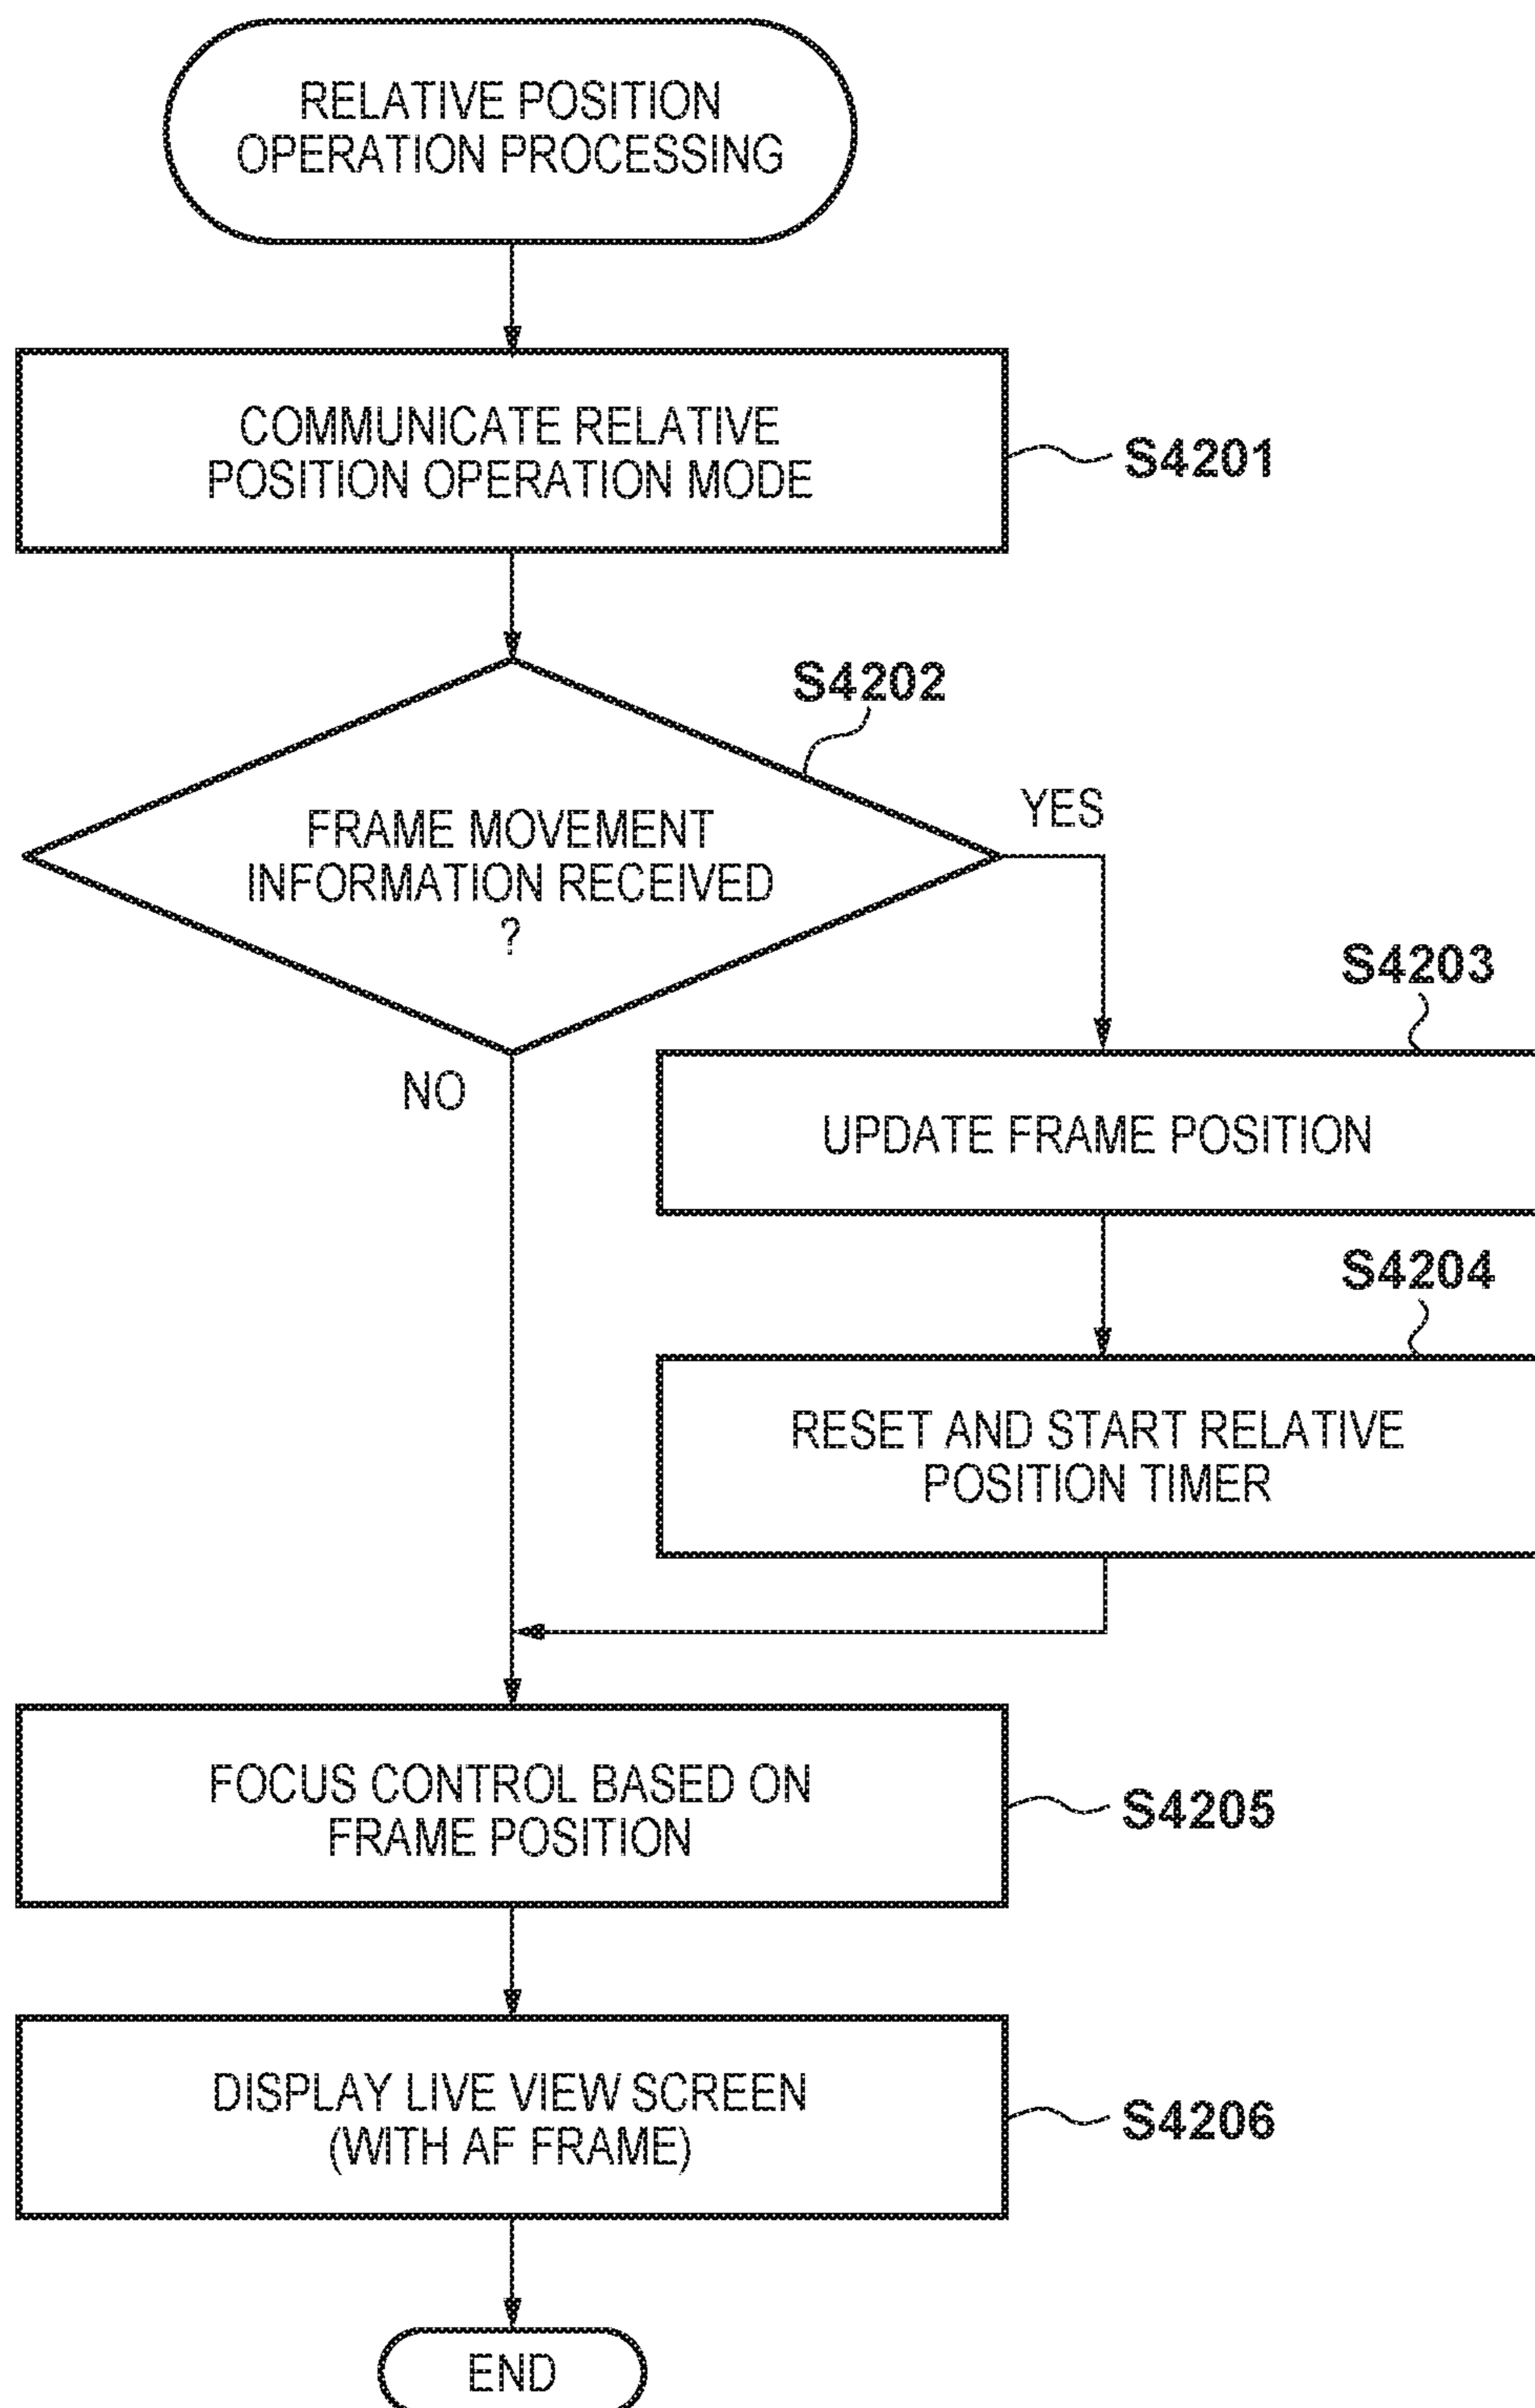 RELATIVE POSITION
OPERATION PROCESSING
COMMUNICATE RELATIVE
POSITION OPERATION MODE
S4201
S4202
FRAME MOVEMENT
INFORMATION RECEIVED
?
YES
NO
S4203
UPDATE FRAME POSITION
S4204
RESET AND START RELATIVE
POSITION TIMER
FOCUS CONTROL BASED ON
FRAME POSITION
S4205
DISPLAY LIVE VIEW SCREEN
(WITH AF FRAME)
S4206
END